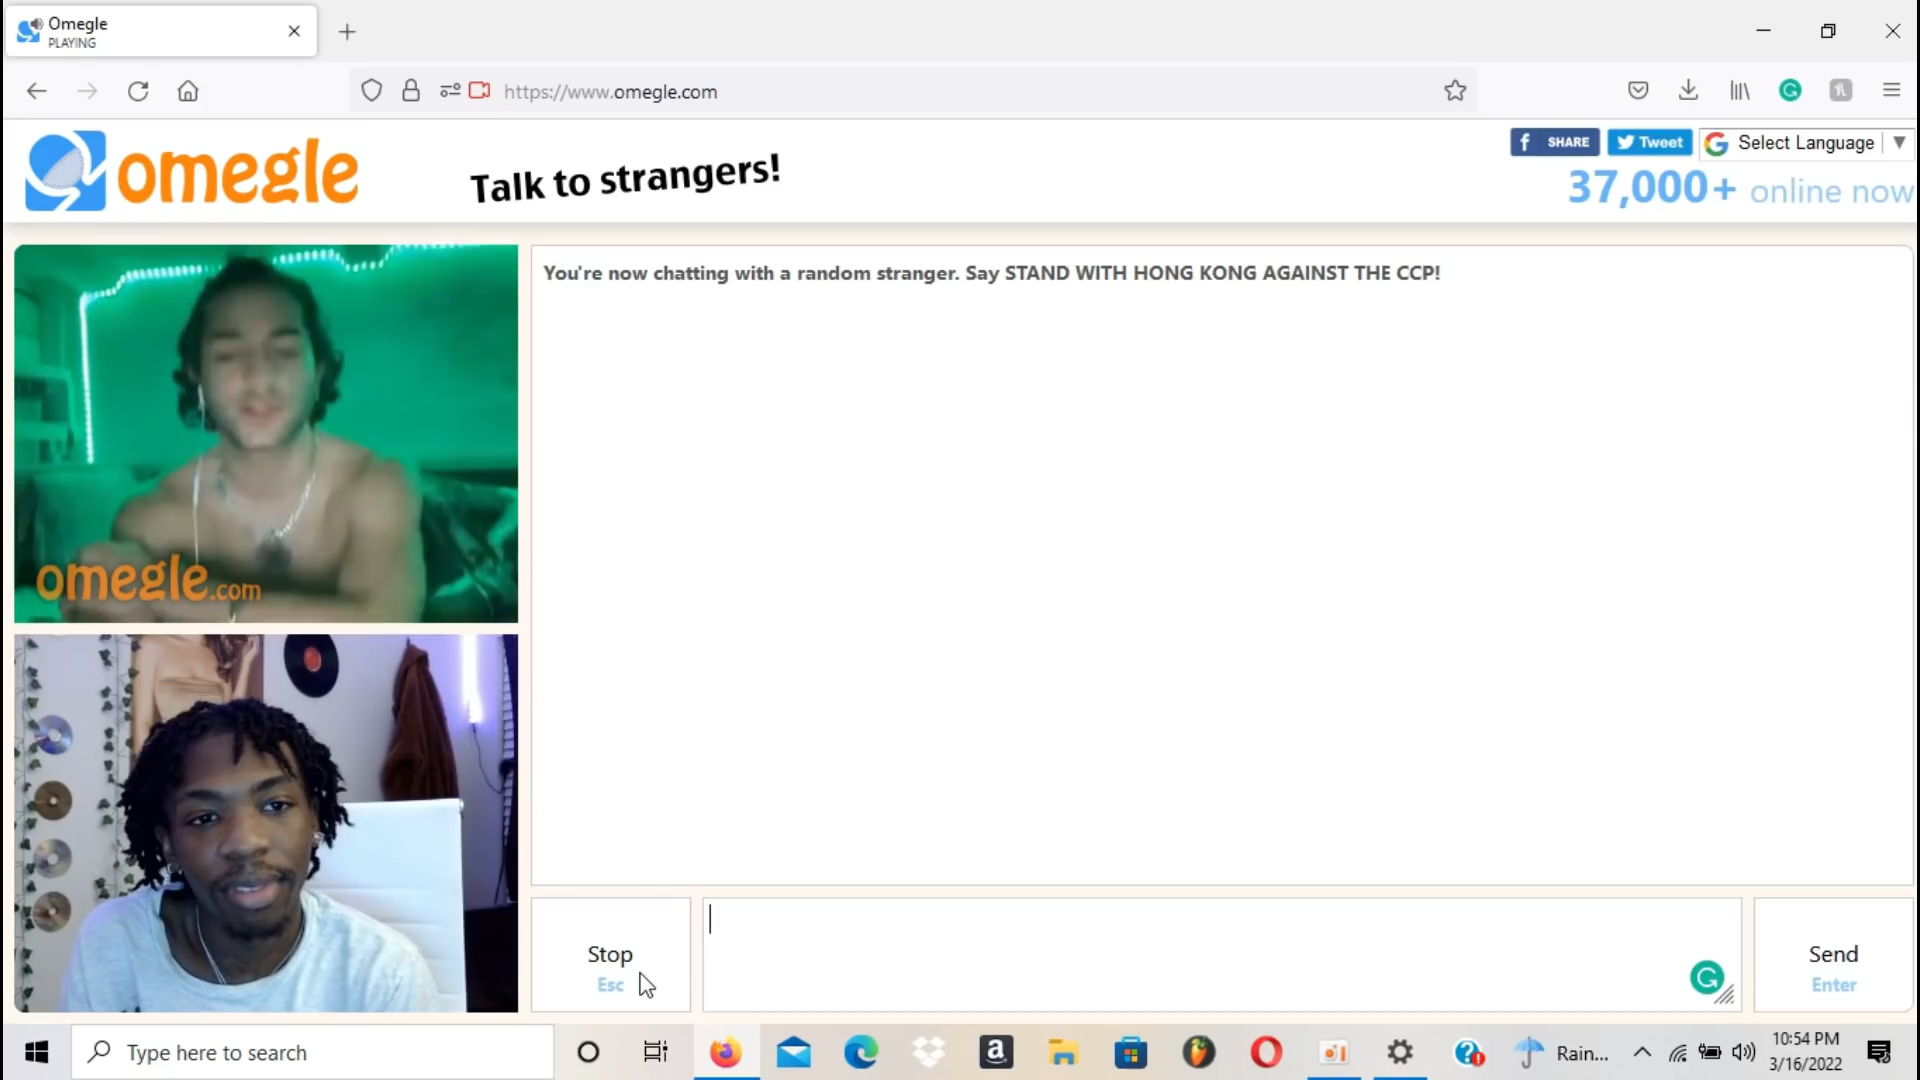 Omegle
PLAYING
https://www.omegle.com
omegle
Talk to strangers!
f SHARE
Tweet
G Select Language ▼
37,000+ online now
You're now chatting with a random stranger. Say STAND WITH HONG KONG AGAINST THE CCP!
omegle.com
Stop
Esc
Send
Enter
Type here to search
Rain...
10:54 PM
3/16/2022